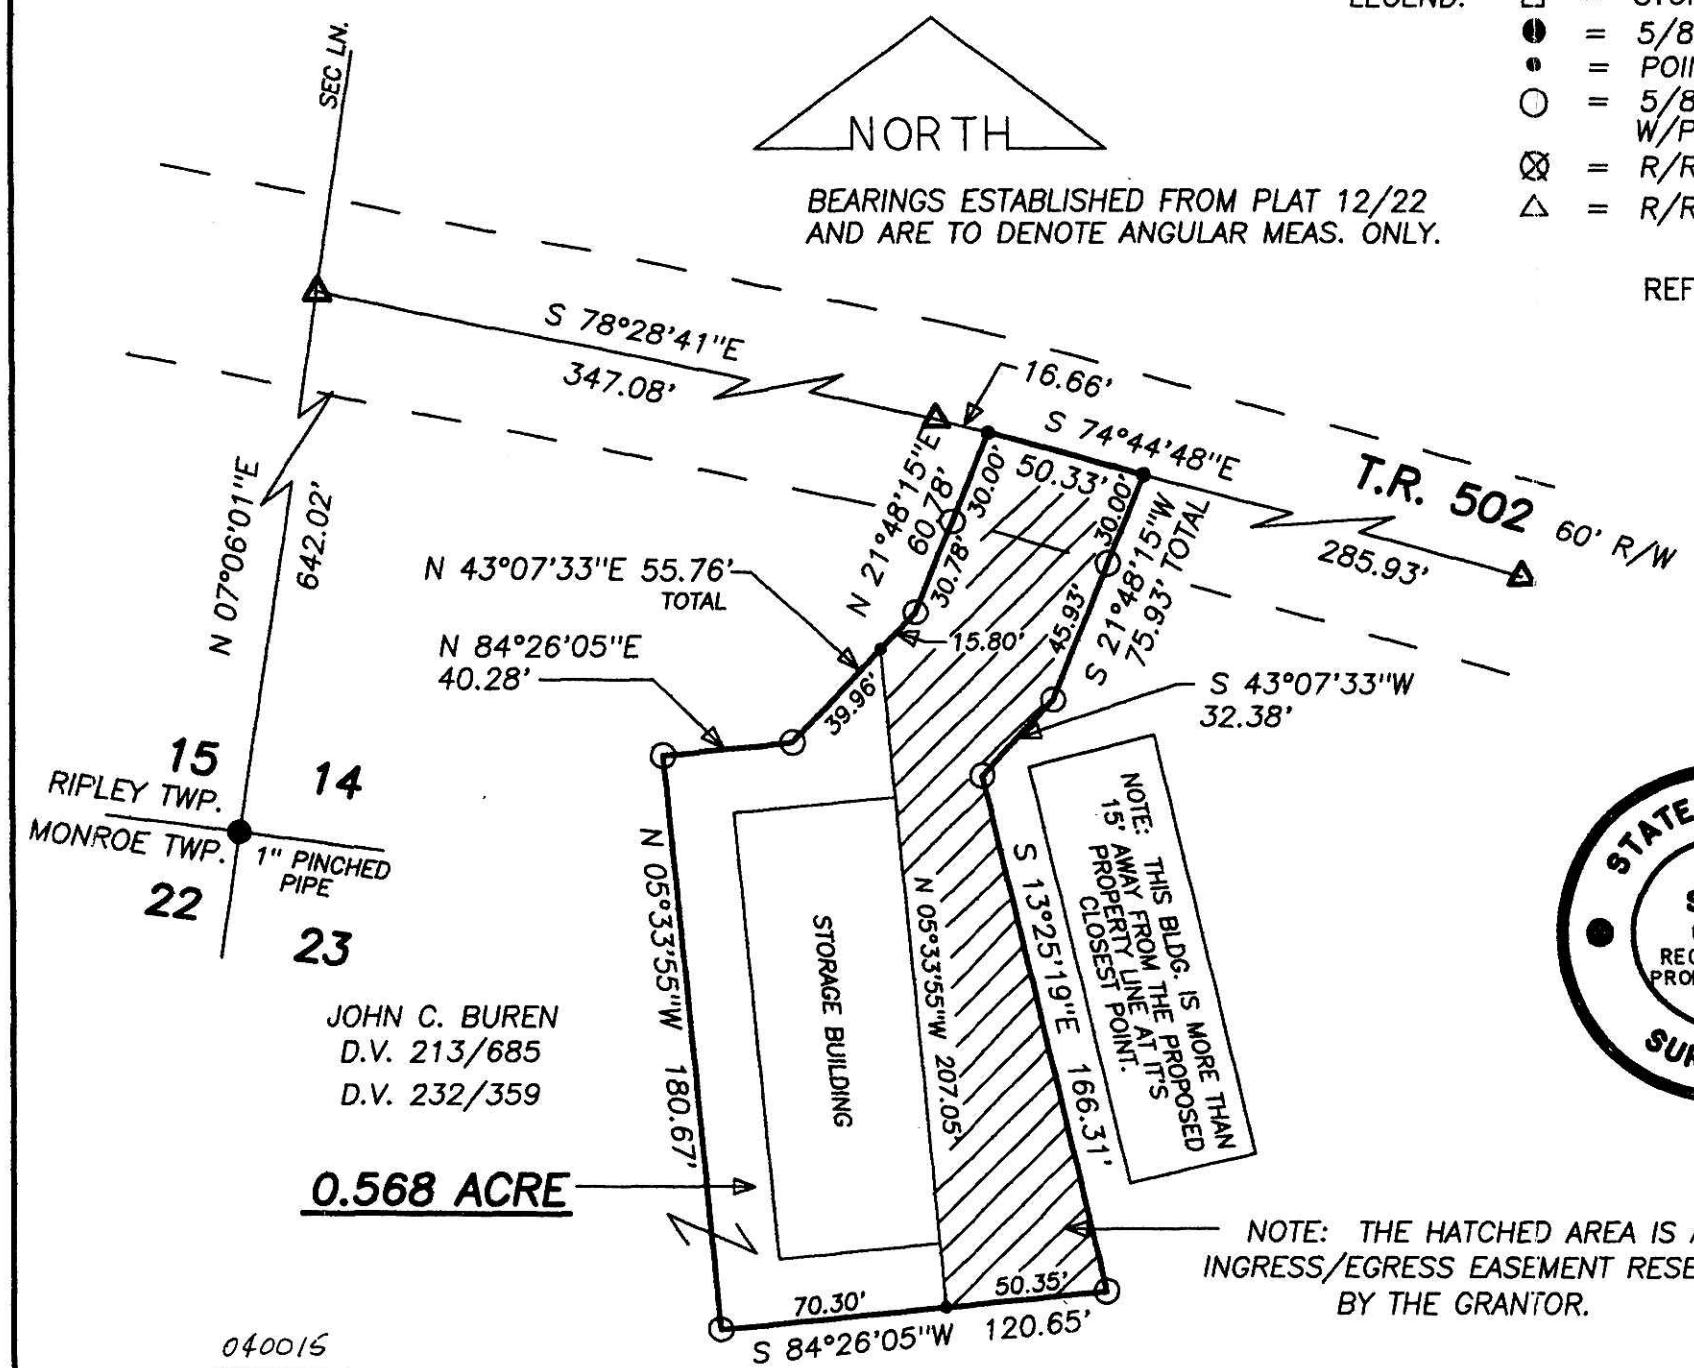 LEGEND:
= 5/8
= POI
= 5/8
W/P
= R/R
= R/R
SEC LN.
NORTH
BEARINGS ESTABLISHED FROM PLAT 12/22
AND ARE TO DENOTE ANGULAR MEAS. ONLY.
REF
S 78°28'41"E
347.08'
16.66'
S 74°44'48"E
50.33'
T.R. 502 60' R/W
285.93'
N 07°06'01"E
642.02'
N 21°48'15"E
60.78'
30.00'
30.78'
30.00'
45.93'
S 21°48'15"W
75.93' TOTAL
N 43°07'33"E 55.76'
TOTAL
15.80'
N 84°26'05"E
40.28'
39.96'
S 43°07'33"W
32.38'
15
14
RIPLEY TWP.
MONROE TWP.
1" PINCHED
PIPE
22
23
NOTE: THIS BLDG. IS MORE THAN
15' AWAY FROM THE PROPOSED
PROPERTY LINE AT IT'S
CLOSEST POINT.
N 05°33'55"W 180.67'
STORAGE BUILDING
N 05°33'55"W 207.05'
S 13°25'19"E 166.31'
STATE
S
REG
PROF
SUR
JOHN C. BUREN
D.V. 213/685
D.V. 232/359
0.568 ACRE
NOTE: THE HATCHED AREA IS A
INGRESS/EGRESS EASEMENT RESE
BY THE GRANTOR.
70.30'
50.35'
S 84°26'05"W 120.65'
040015